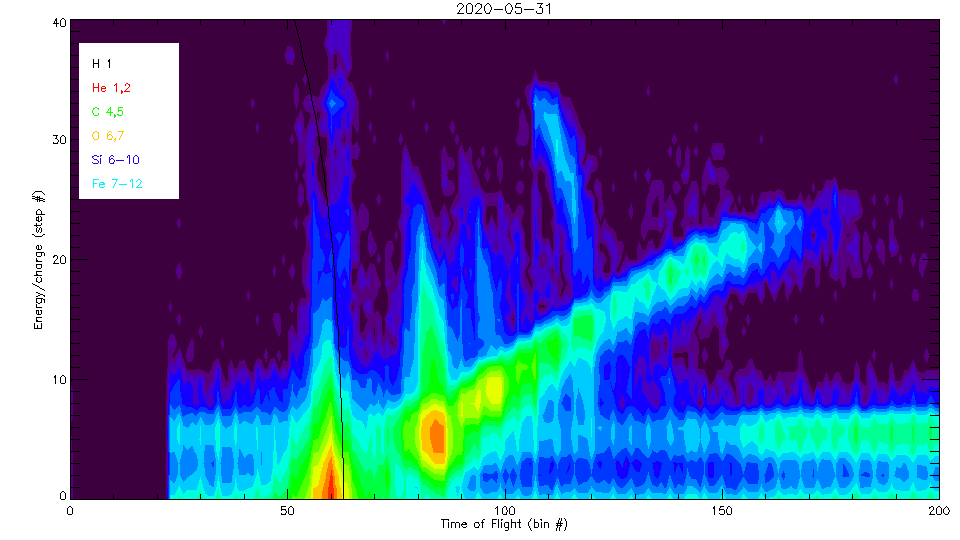 2020-05-31
40
H 1
He 1,2
C 4,5
O 6,7
Si 6-10
Fe 7-12
30
20
10
0
Energy/charge (step #)
0 50 100 150 200
Time of Flight (bin #)